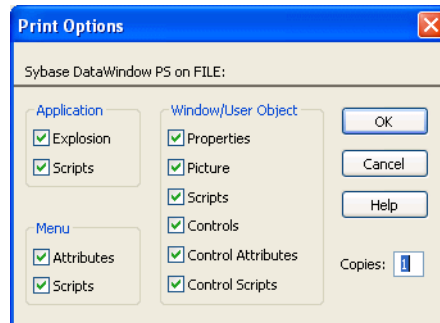 Print Options
Sybase DataWindow PS on FILE:
Application
Explosion
Scripts
Menu
Attributes
Scripts
Window/User Object
Properties
Picture
Scripts
Controls
Control Attributes
Control Scripts
OK
Cancel
Help
Copies: 1